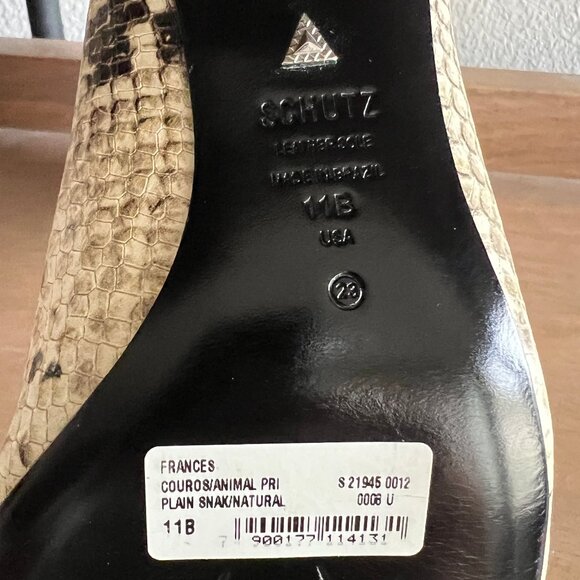 SCHUTZ
LEATHER SOLE
MADE IN BRAZIL
11B
USA
23
FRANCES
COUROS/ANIMAL PRI S 21945 0012
PLAIN SNAK/NATURAL 0008 U
11B
7 900177 114131